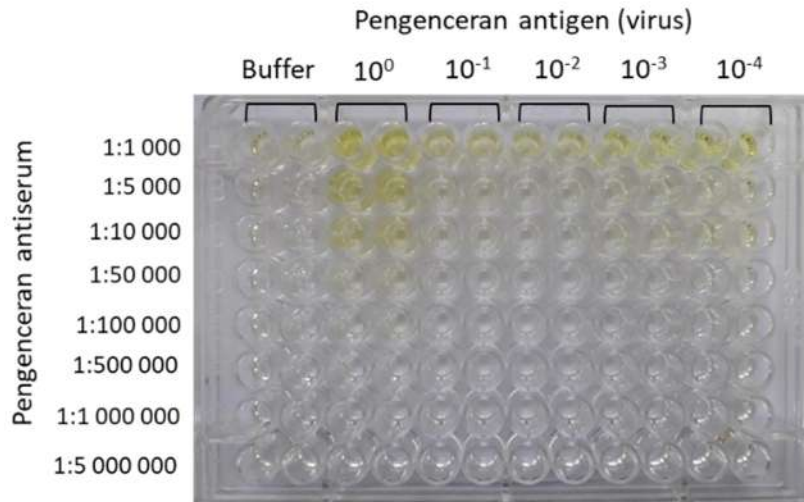 Pengenceran antigen (virus)
Buffer 10⁰ 10⁻¹ 10⁻² 10⁻³ 10⁻⁴
Pengenceran antiserum
1:1 000
1:5 000
1:10 000
1:50 000
1:100 000
1:500 000
1:1 000 000
1:5 000 000